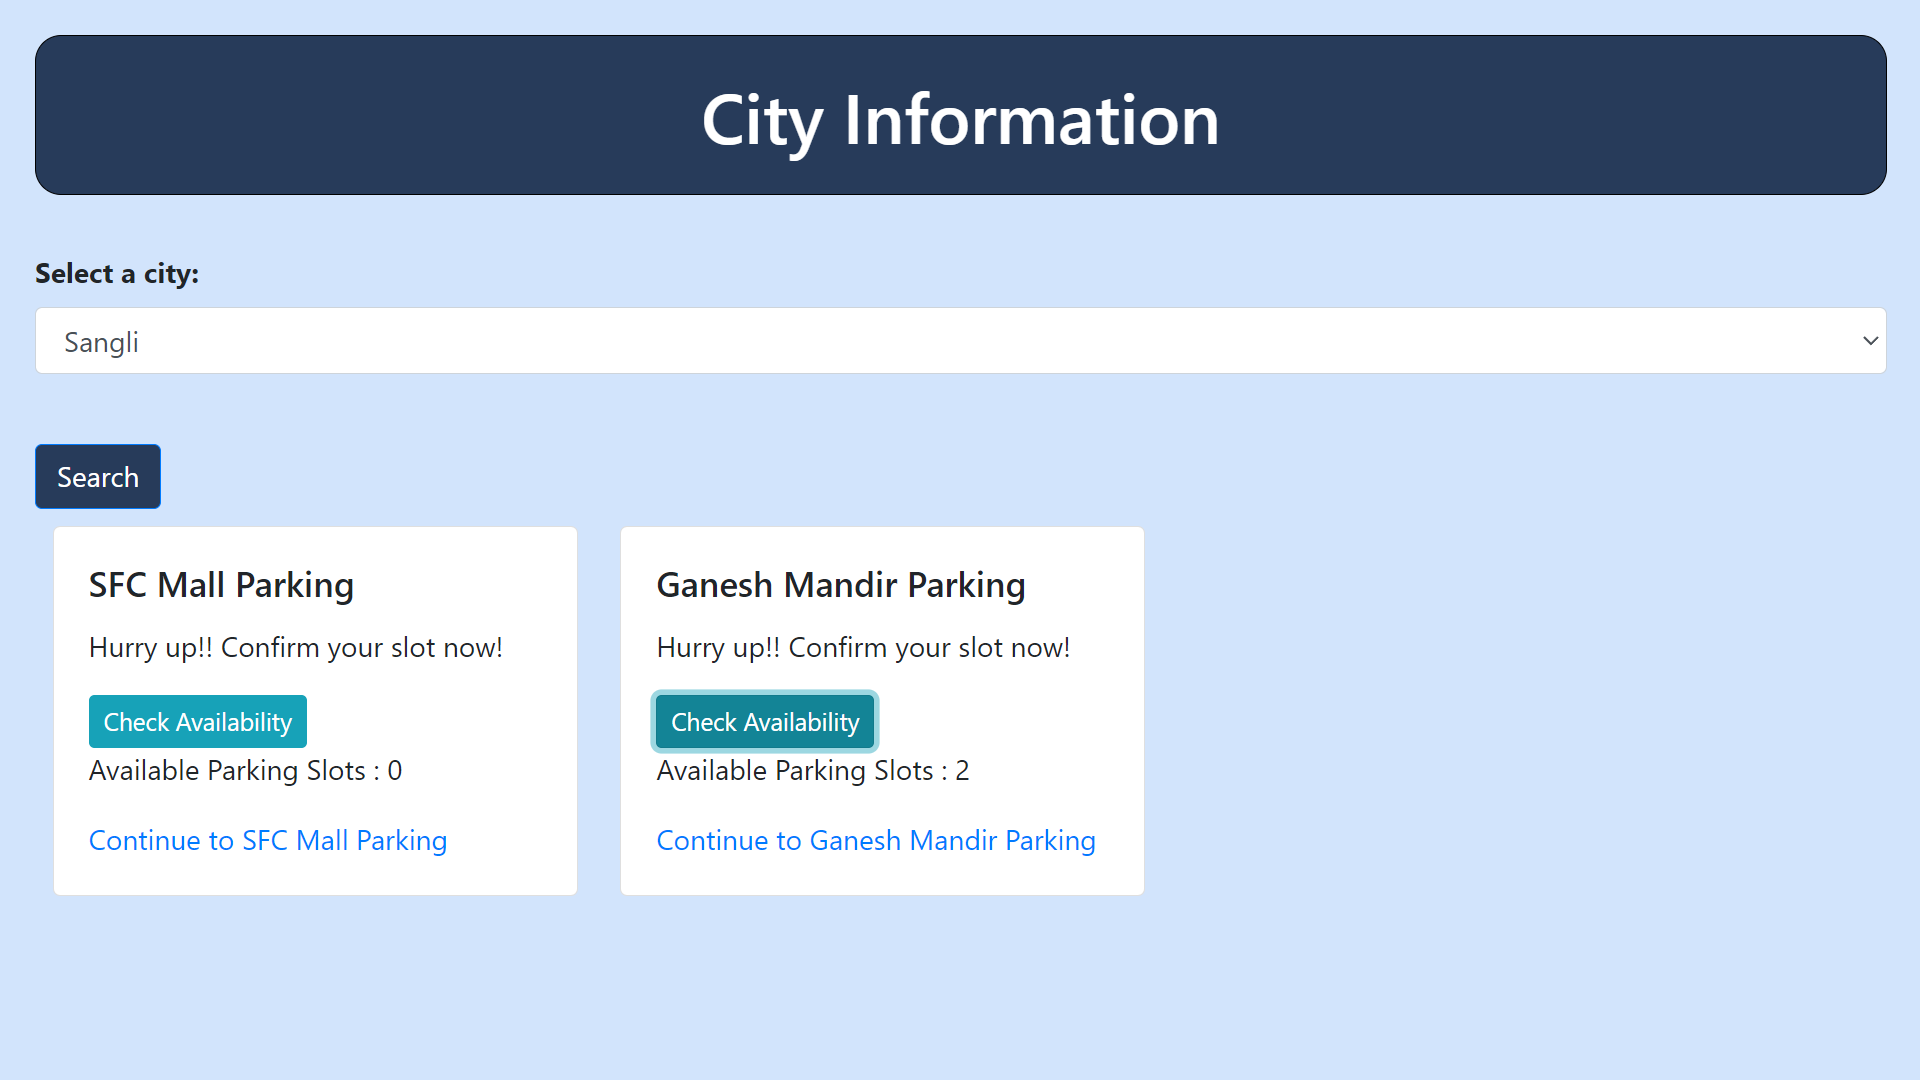 City Information
Select a city:
Sangli
Search
SFC Mall Parking
Hurry up!! Confirm your slot now!
Check Availability
Available Parking Slots : 0
Continue to SFC Mall Parking
Ganesh Mandir Parking
Hurry up!! Confirm your slot now!
Check Availability
Available Parking Slots : 2
Continue to Ganesh Mandir Parking